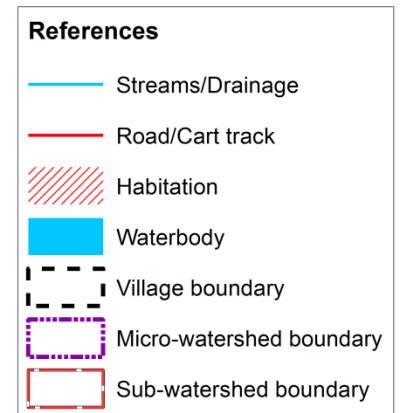 References
Streams/Drainage
Road/Cart track
Habitation
Waterbody
Village boundary
Micro-watershed boundary
Sub-watershed boundary